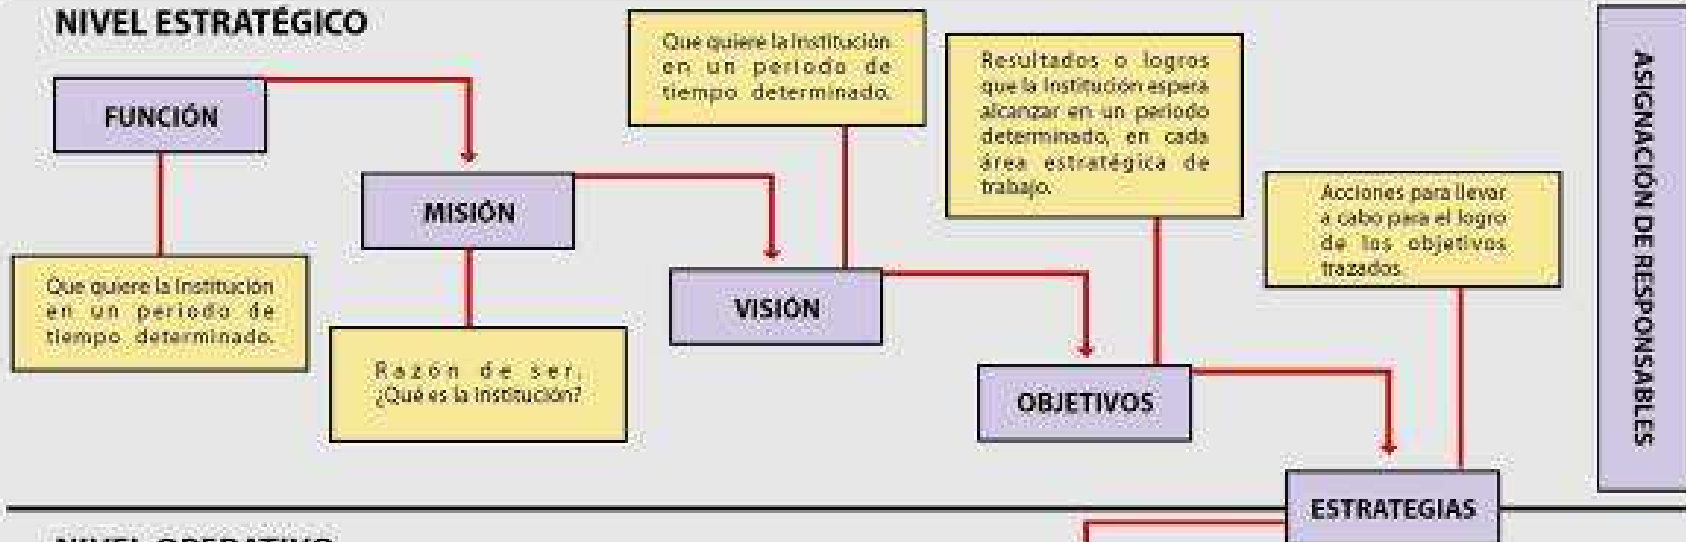 NIVEL ESTRATÉGICO
FUNCIÓN
Que quiere la Institución
en un periodo de
tiempo determinado.
MISIÓN
Razón de ser.
¿Qué es la Institución?
Que quiere la Institución
en un periodo de
tiempo determinado.
VISIÓN
Resultados o logros
que la Institución espera
alcanzar en un periodo
determinado, en cada
área estratégica de
trabajo.
OBJETIVOS
Acciones para llevar
a cabo para el logro
de los objetivos
trazados.
ESTRATEGIAS
ASIGNACIÓN DE RESPONSABLES
NIVEL OPERATIVO